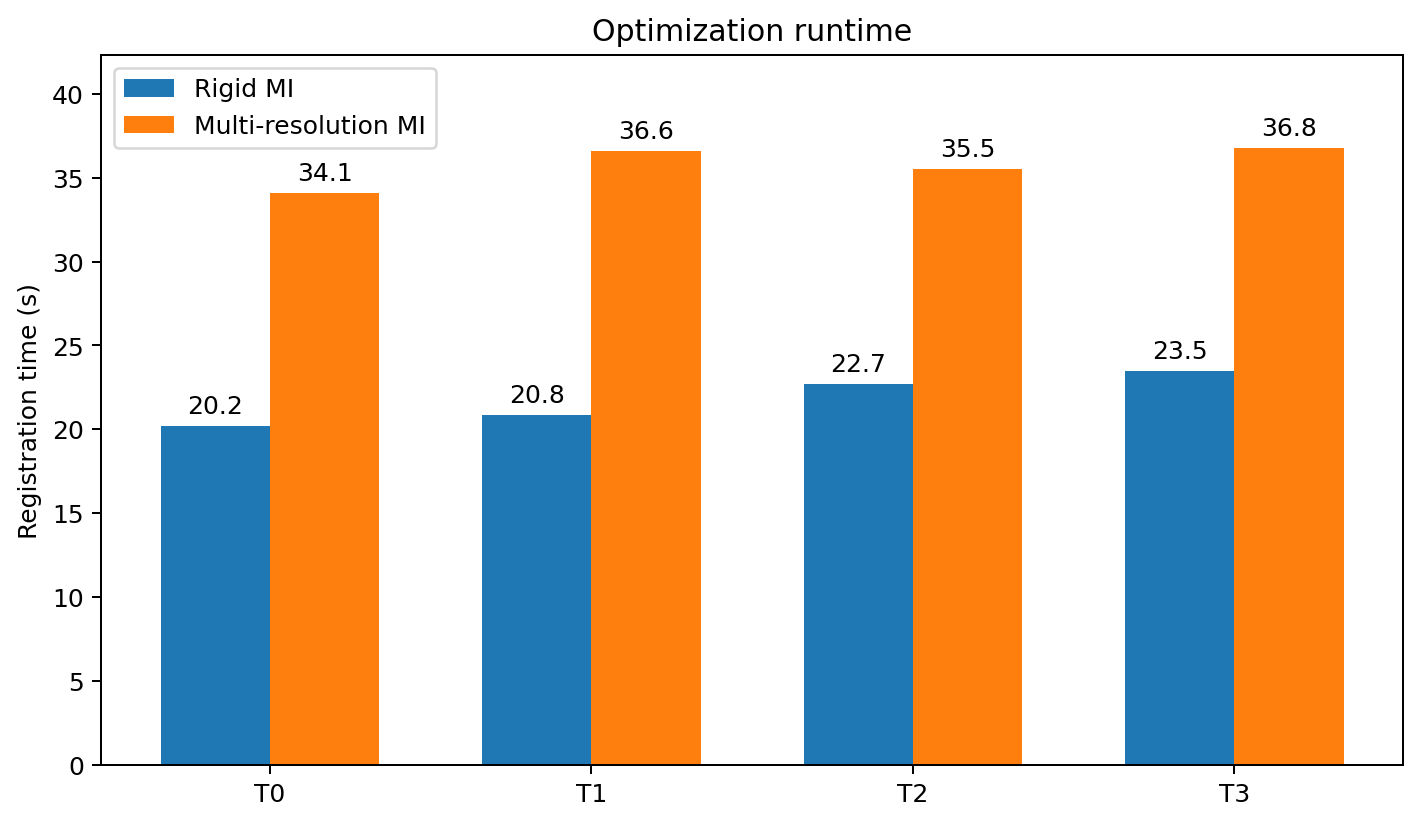 Optimization runtime
Rigid MI
Multi-resolution MI
Registration time (s)
40
35
30
25
20
15
10
5
0
20.2
34.1
20.8
36.6
22.7
35.5
23.5
36.8
T0
T1
T2
T3